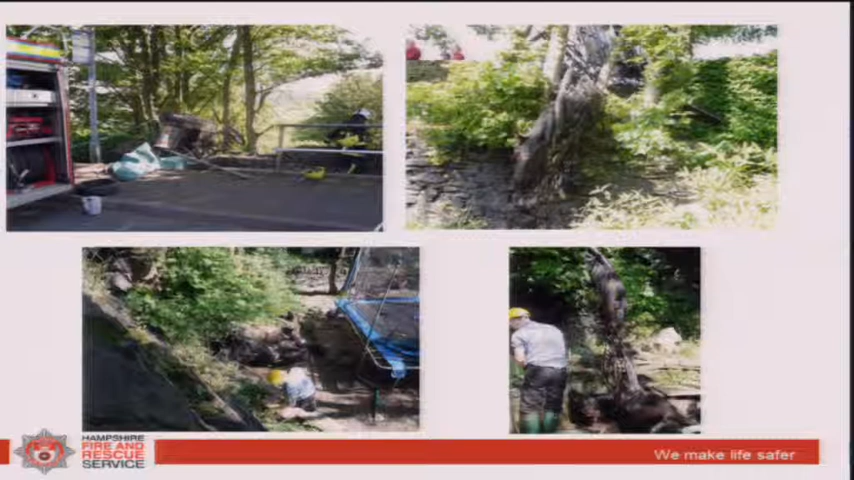 HAMPSHIRE
FIRE AND
RESCUE
SERVICE
We make life safer